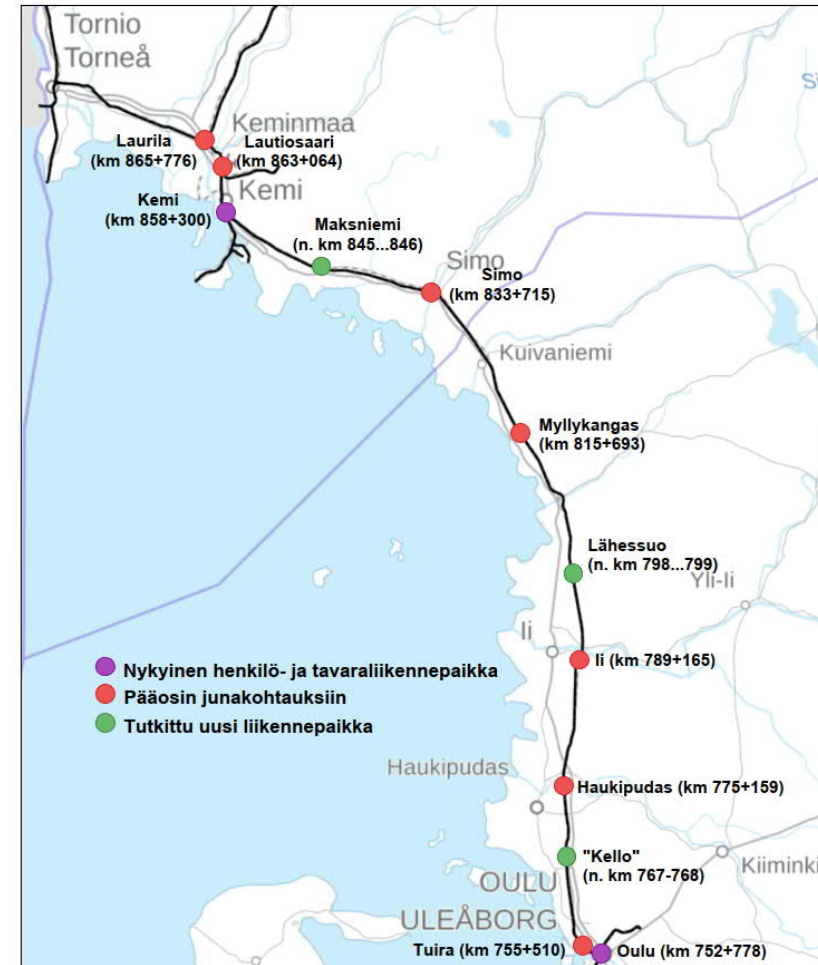 Tornio
Torneå
Keminmaa
Laurila
(km 865+776)
Lautiosaari
(km 863+064)
Kemi
Kemi
(km 858+300)
Maksniemi
(n. km 845...846)
Simo
Simo
(km 833+715)
Kuivaniemi
Myllykangas
(km 815+693)
Lähessuo
(n. km 798...799)
Yli-Ii
Ii
Ii (km 789+165)
Nykyinen henkilö- ja tavaraliikennepaikka
Pääosin junakohtauksiin
Tutkittu uusi liikennepaikka
Haukipudas
Haukipudas (km 775+159)
"Kello"
(n. km 767-768)
Kiiminki
OULU
ULEÅBORG
Tuira (km 755+510)
Oulu (km 752+778)